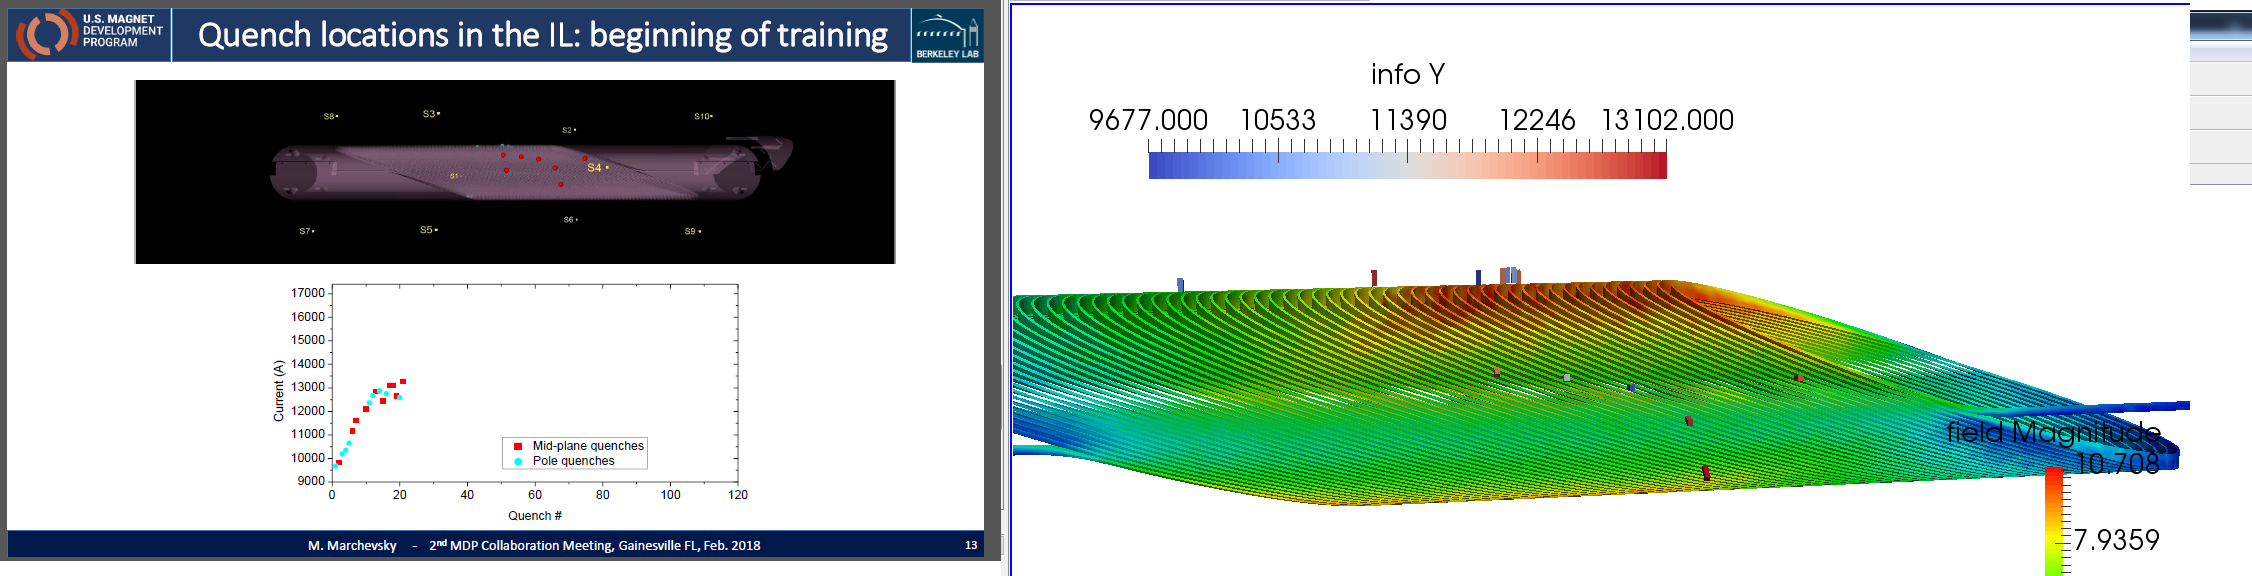 U.S. MAGNET
DEVELOPMENT
PROGRAM
Quench locations in the IL: beginning of training
BERKELEY LAB
S8
S3
S2
S10
S1
S4
S7
S5
S6
S9
17000
16000
15000
14000
13000
12000
11000
10000
9000
Current (A)
0 20 40 60 80 100 120
Quench #
Mid-plane quenches
Pole quenches
M. Marchevsky - 2nd MDP Collaboration Meeting, Gainesville FL, Feb. 2018
13
info Y
9677.000 10533 11390 12246 13102.000
field Magnitude
10.708
7.9359